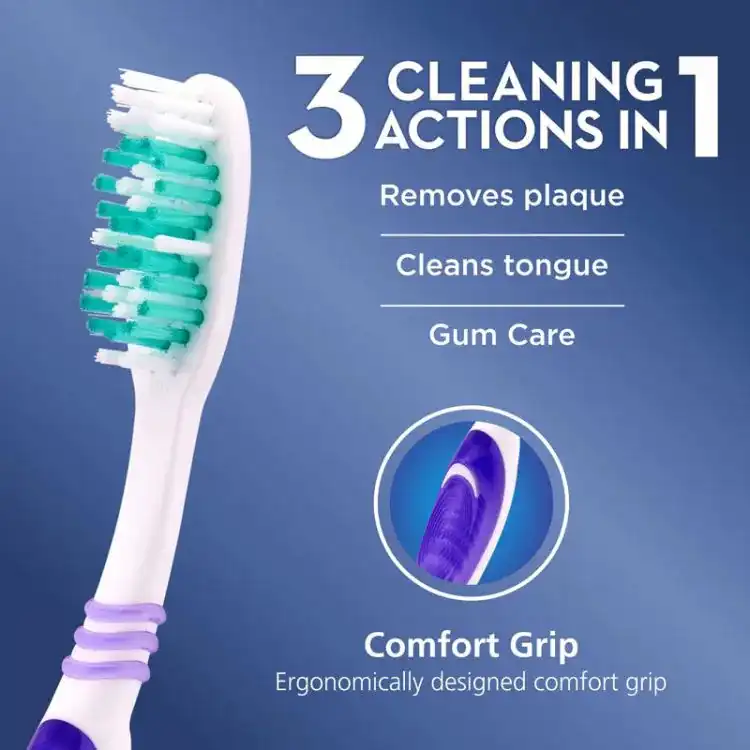 3 CLEANING
ACTIONS IN 1
Removes plaque
Cleans tongue
Gum Care
Comfort Grip
Ergonomically designed comfort grip